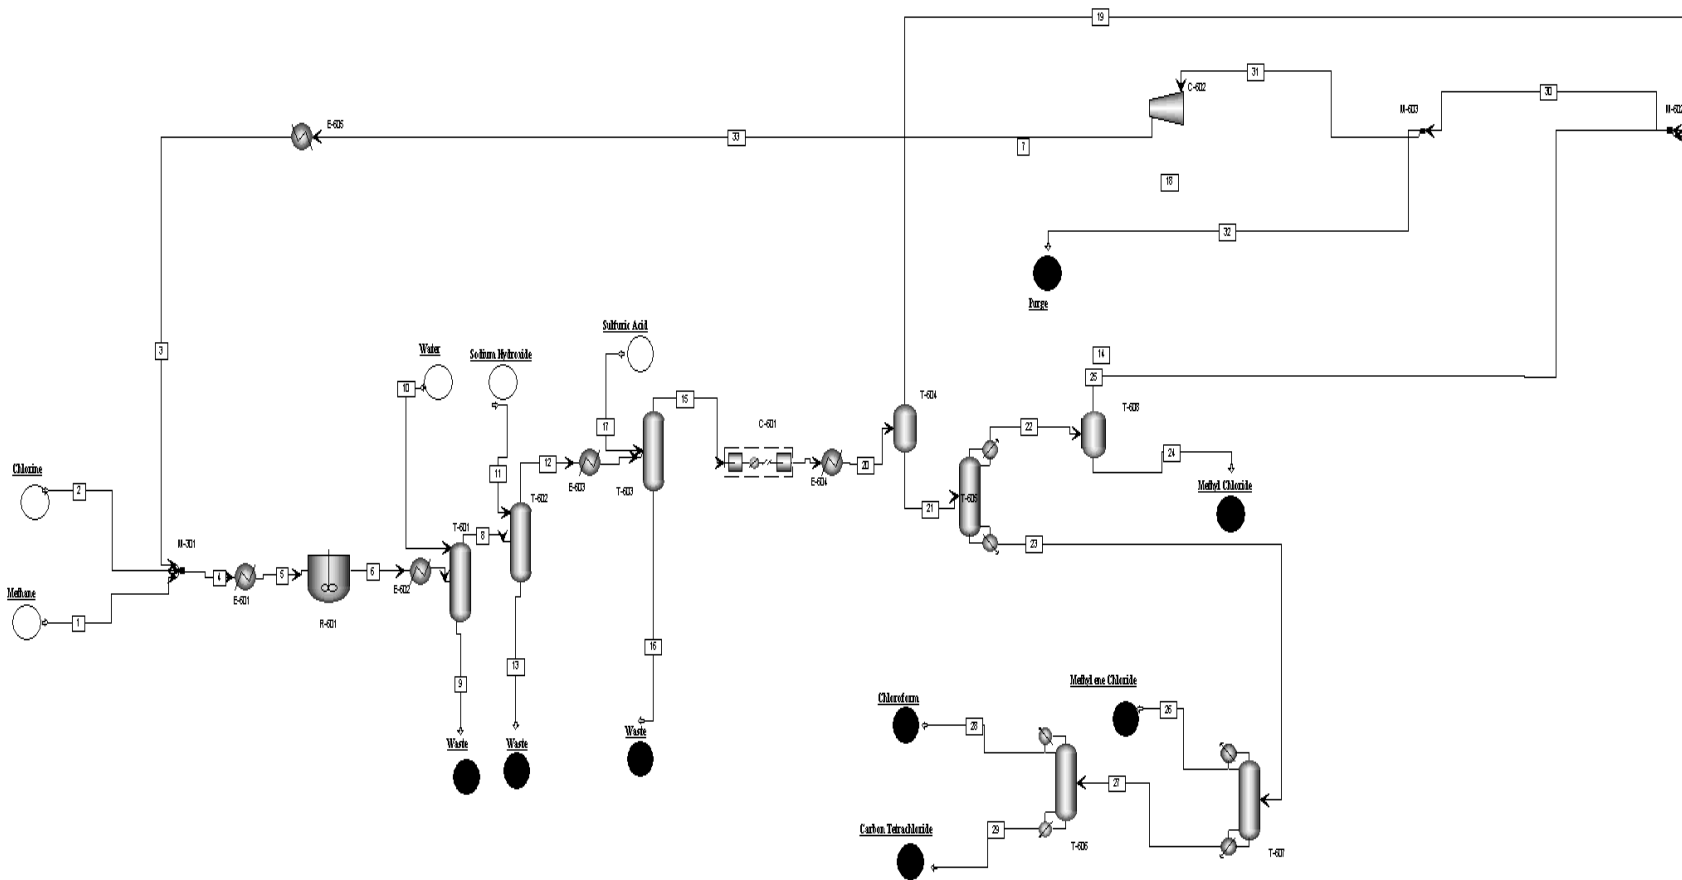 19
31
C-602
30
M-603
M-602
E-605
33
7
18
32
Purge
Sulfuric Acid
3
Water
Sodium Hydroxide
14
10
25
15
T-604
T-608
17
C-601
22
12
24
Chlorine
11
E-603
T-603
E-604
20
Methyl Chloride
2
T-602
T-605
21
T-601
8
23
M-301
4
5
6
E-601
E-602
Methane
1
R-601
16
13
9
Methylene Chloride
Chloroform
28
26
Waste
Waste
Waste
27
Carbon Tetrachloride
29
T-606
T-607